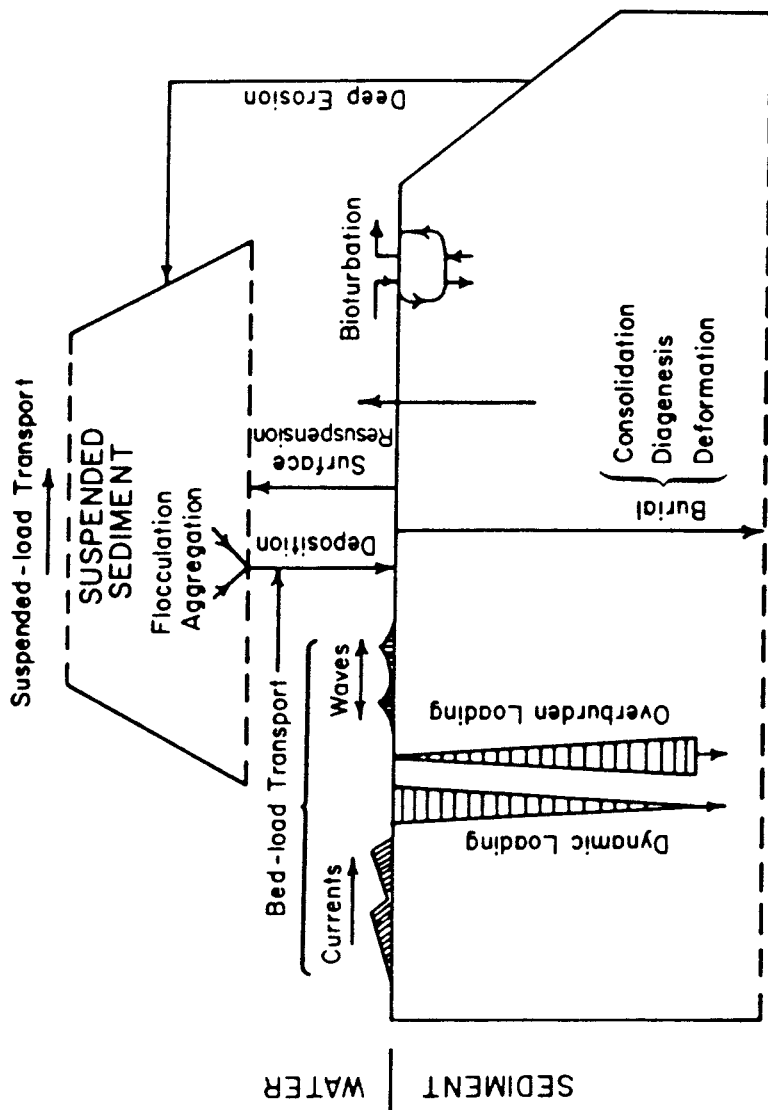 Suspended-load Transport
SUSPENDED
SEDIMENT
Flocculation
Aggregation
Deep Erosion
Deposition
Surface
Resuspension
Bioturbation
Bed-load Transport
Currents
Waves
Dynamic Loading
Overburden Loading
Burial
Consolidation
Diagenesis
Deformation
WATER
SEDIMENT